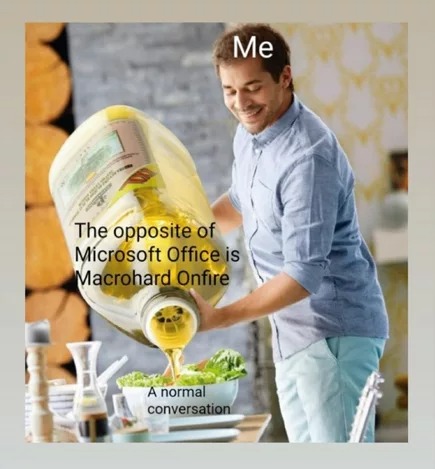 Me
The opposite of
Microsoft Office is
Macrohard Onfire
A normal
conversation